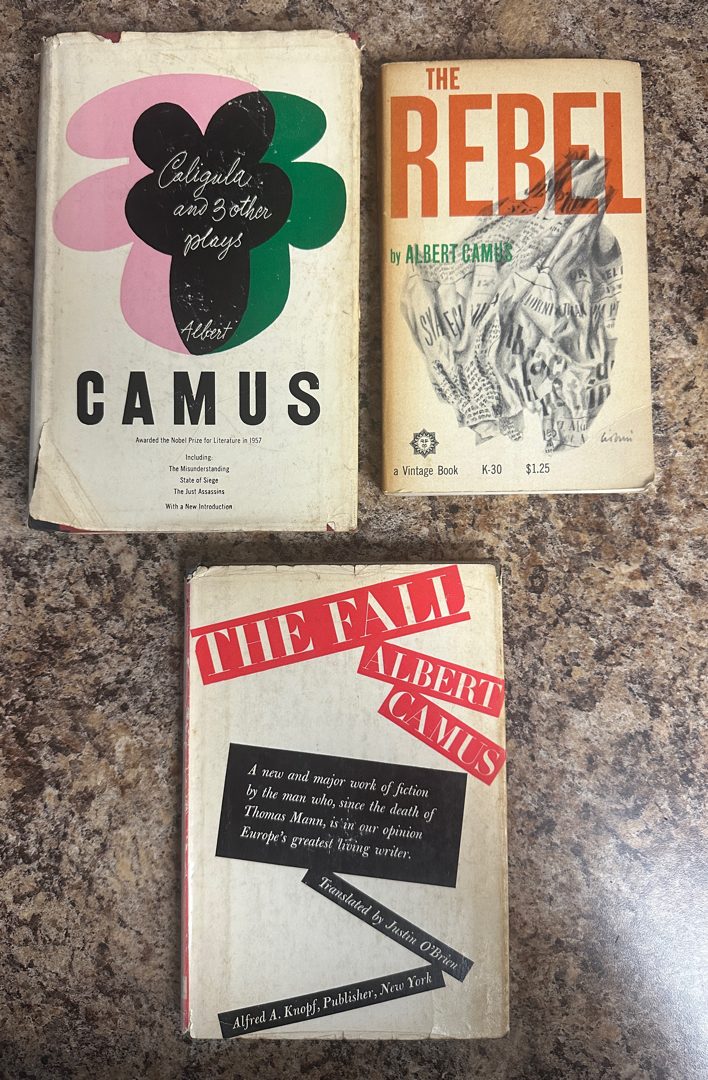 Caligula
and 3 other
plays
Albert
CAMUS
Awarded the Nobel Prize for Literature in 1957
Including:
The Misunderstanding
State of Siege
The Just Assassins
With a New Introduction
THE
REBEL
by ALBERT CAMUS
a Vintage Book K-30 $1.25
THE FALL
ALBERT
CAMUS
A new and major work of fiction
by the man who, since the death of
Thomas Mann, is in our opinion
Europe's greatest living writer.
Translated by Justin O'Brien
Alfred A. Knopf, Publisher, New York